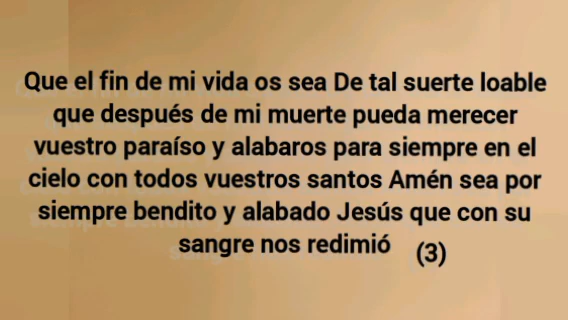 Que el fin de mi vida os sea De tal suerte loable
que después de mi muerte pueda merecer
vuestro paraíso y alabaros para siempre en el
cielo con todos vuestros santos Amén sea por
siempre bendito y alabado Jesús que con su
sangre nos redimió (3)